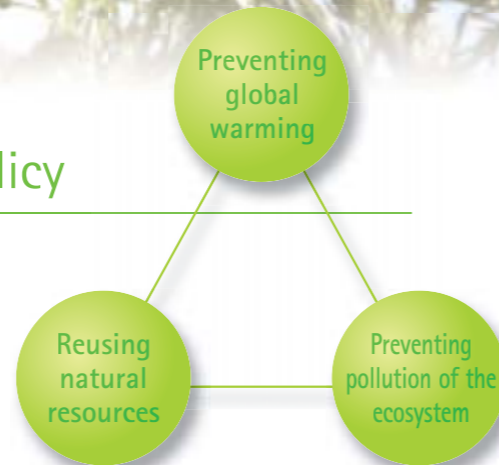 Preventing
global
warming
licy
Reusing
natural
resources
Preventing
pollution of the
ecosystem